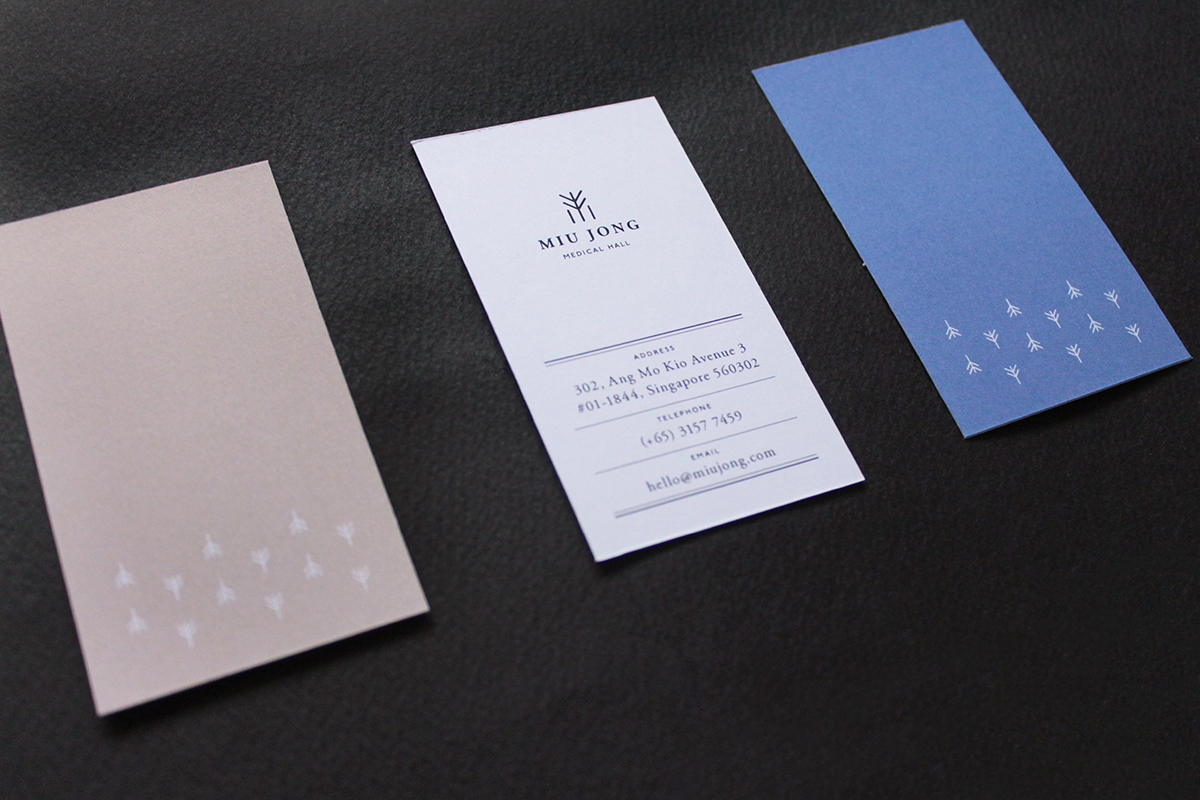 MIU JONG
MEDICAL HALL
ADDRESS
302, Ang Mo Kio Avenue 3
#01-1844, Singapore 560302
TELEPHONE
(+65) 3157 7459
EMAIL
hello@miujong.com